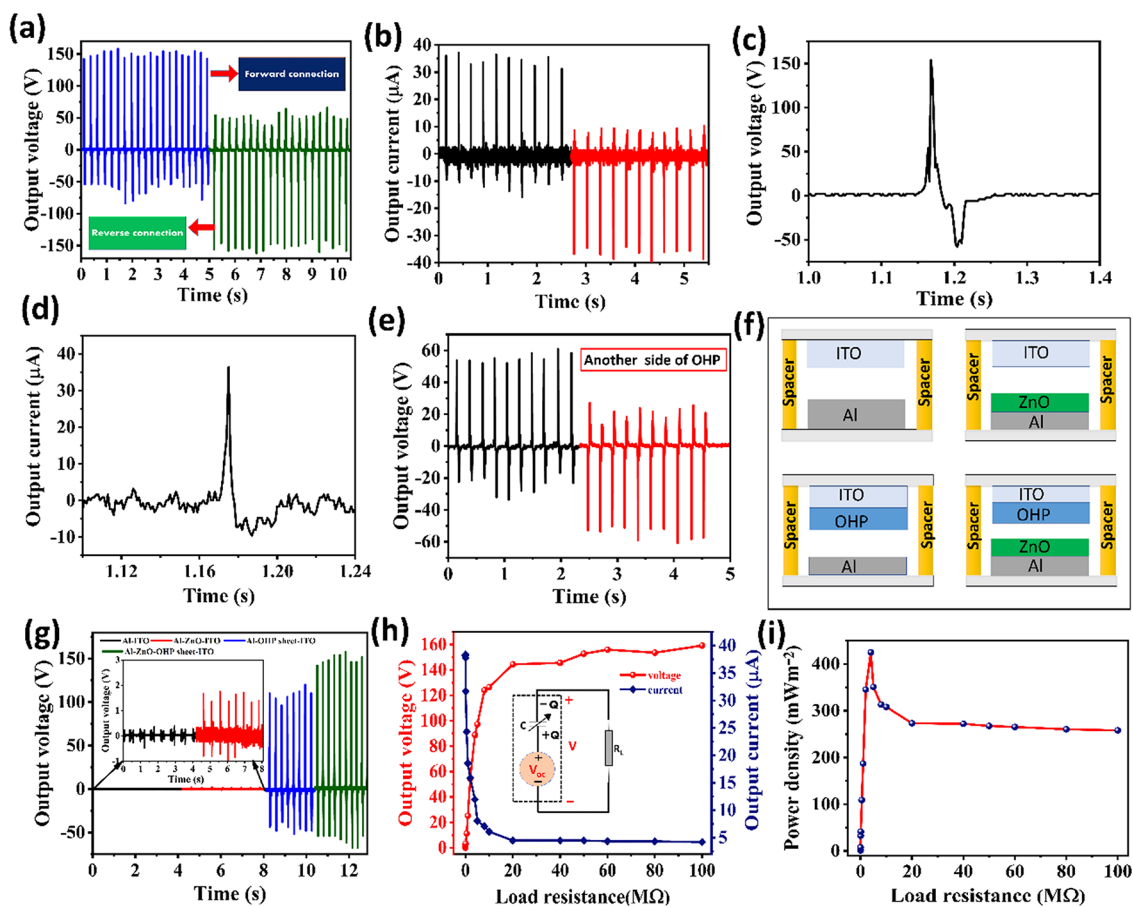 (a)
Output voltage (V)
150
100
50
0
-50
-100
-150
Forward connection
Reverse connection
0 1 2 3 4 5 6 7 8 9 10
Time (s)
(b)
Output current (μA)
40
30
20
10
0
-10
-20
-30
-40
0 1 2 3 4 5
Time (s)
(c)
Output voltage (V)
150
100
50
0
-50
1.0 1.1 1.2 1.3 1.4
Time (s)
(d)
Output current (μA)
40
30
20
10
0
-10
1.12 1.16 1.20 1.24
Time (s)
(e)
Output voltage (V)
60
40
20
0
-20
-40
-60
Another side of OHP
0 1 2 3 4 5
Time (s)
(f)
Spacer
ITO
Al
Spacer
Spacer
ITO
ZnO
Al
Spacer
Spacer
ITO
OHP
Al
Spacer
Spacer
ITO
OHP
ZnO
Al
Spacer
(g)
Output voltage (V)
150
100
50
0
-50
Al-ITO Al-ZnO-ITO Al-OHP sheet-ITO
Al-ZnO-OHP sheet-ITO
Output voltage (V)
3
2
1
0
-1
0 1 2 3 4 5 6 7 8
Time (s)
0 2 4 6 8 10 12
Time (s)
(h)
Output voltage (V)
160
140
120
100
80
60
40
20
0
voltage
current
-Q
C
+Q
+
V
−
+
VOC
−
RL
40
35
30
25
20
15
10
5
Output current (μA)
0 20 40 60 80 100
Load resistance(MΩ)
(i)
Power density (mWm-2)
400
300
200
100
0
0 20 40 60 80 100
Load resistance (MΩ)